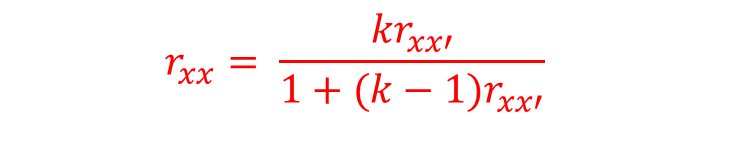 r_xx = kr_xx′ / 1 + (k − 1)r_xx′